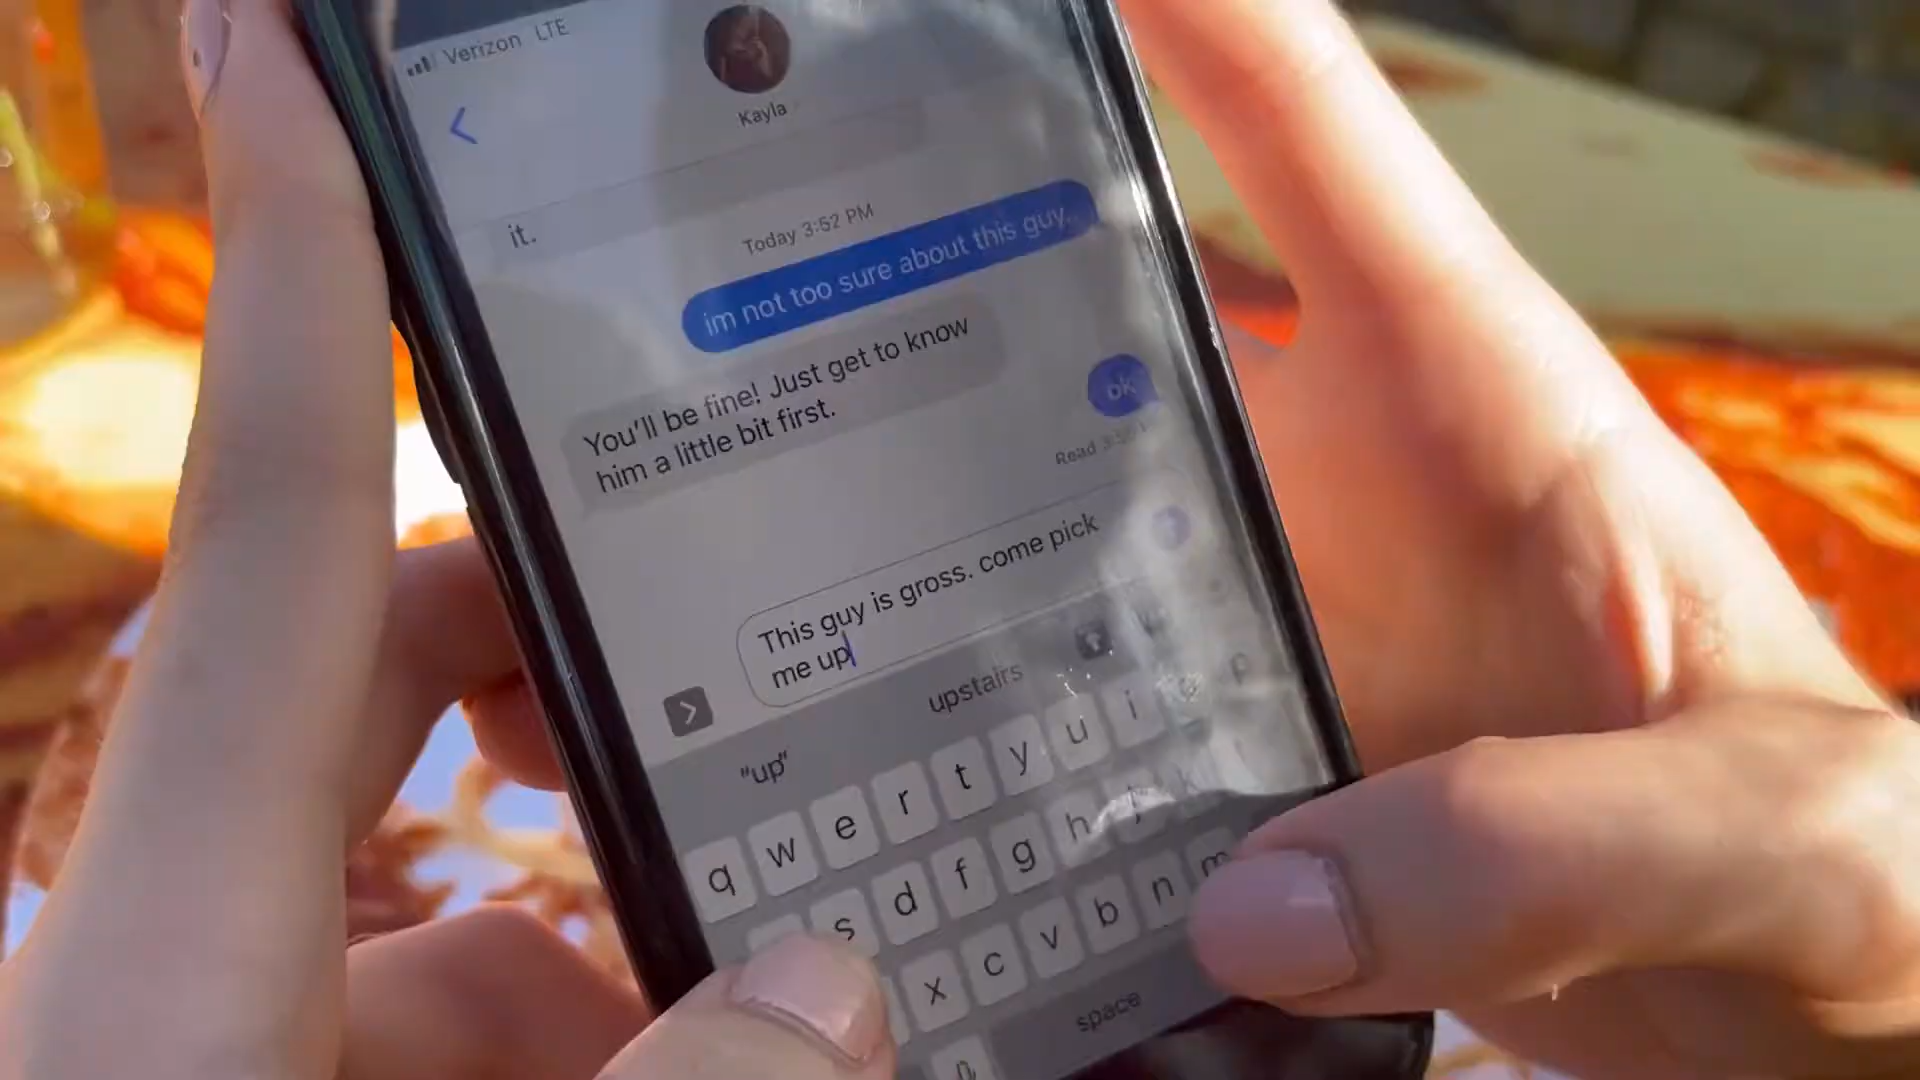 Verizon LTE
Kayla
it.
Today 3:52 PM
im not too sure about this guy..
You'll be fine! Just get to know
him a little bit first.
ok
Read
This guy is gross. come pick
me up
"up"
upstairs
q w e r t y u i o p
s d f g h j k l
x c v b n m
space